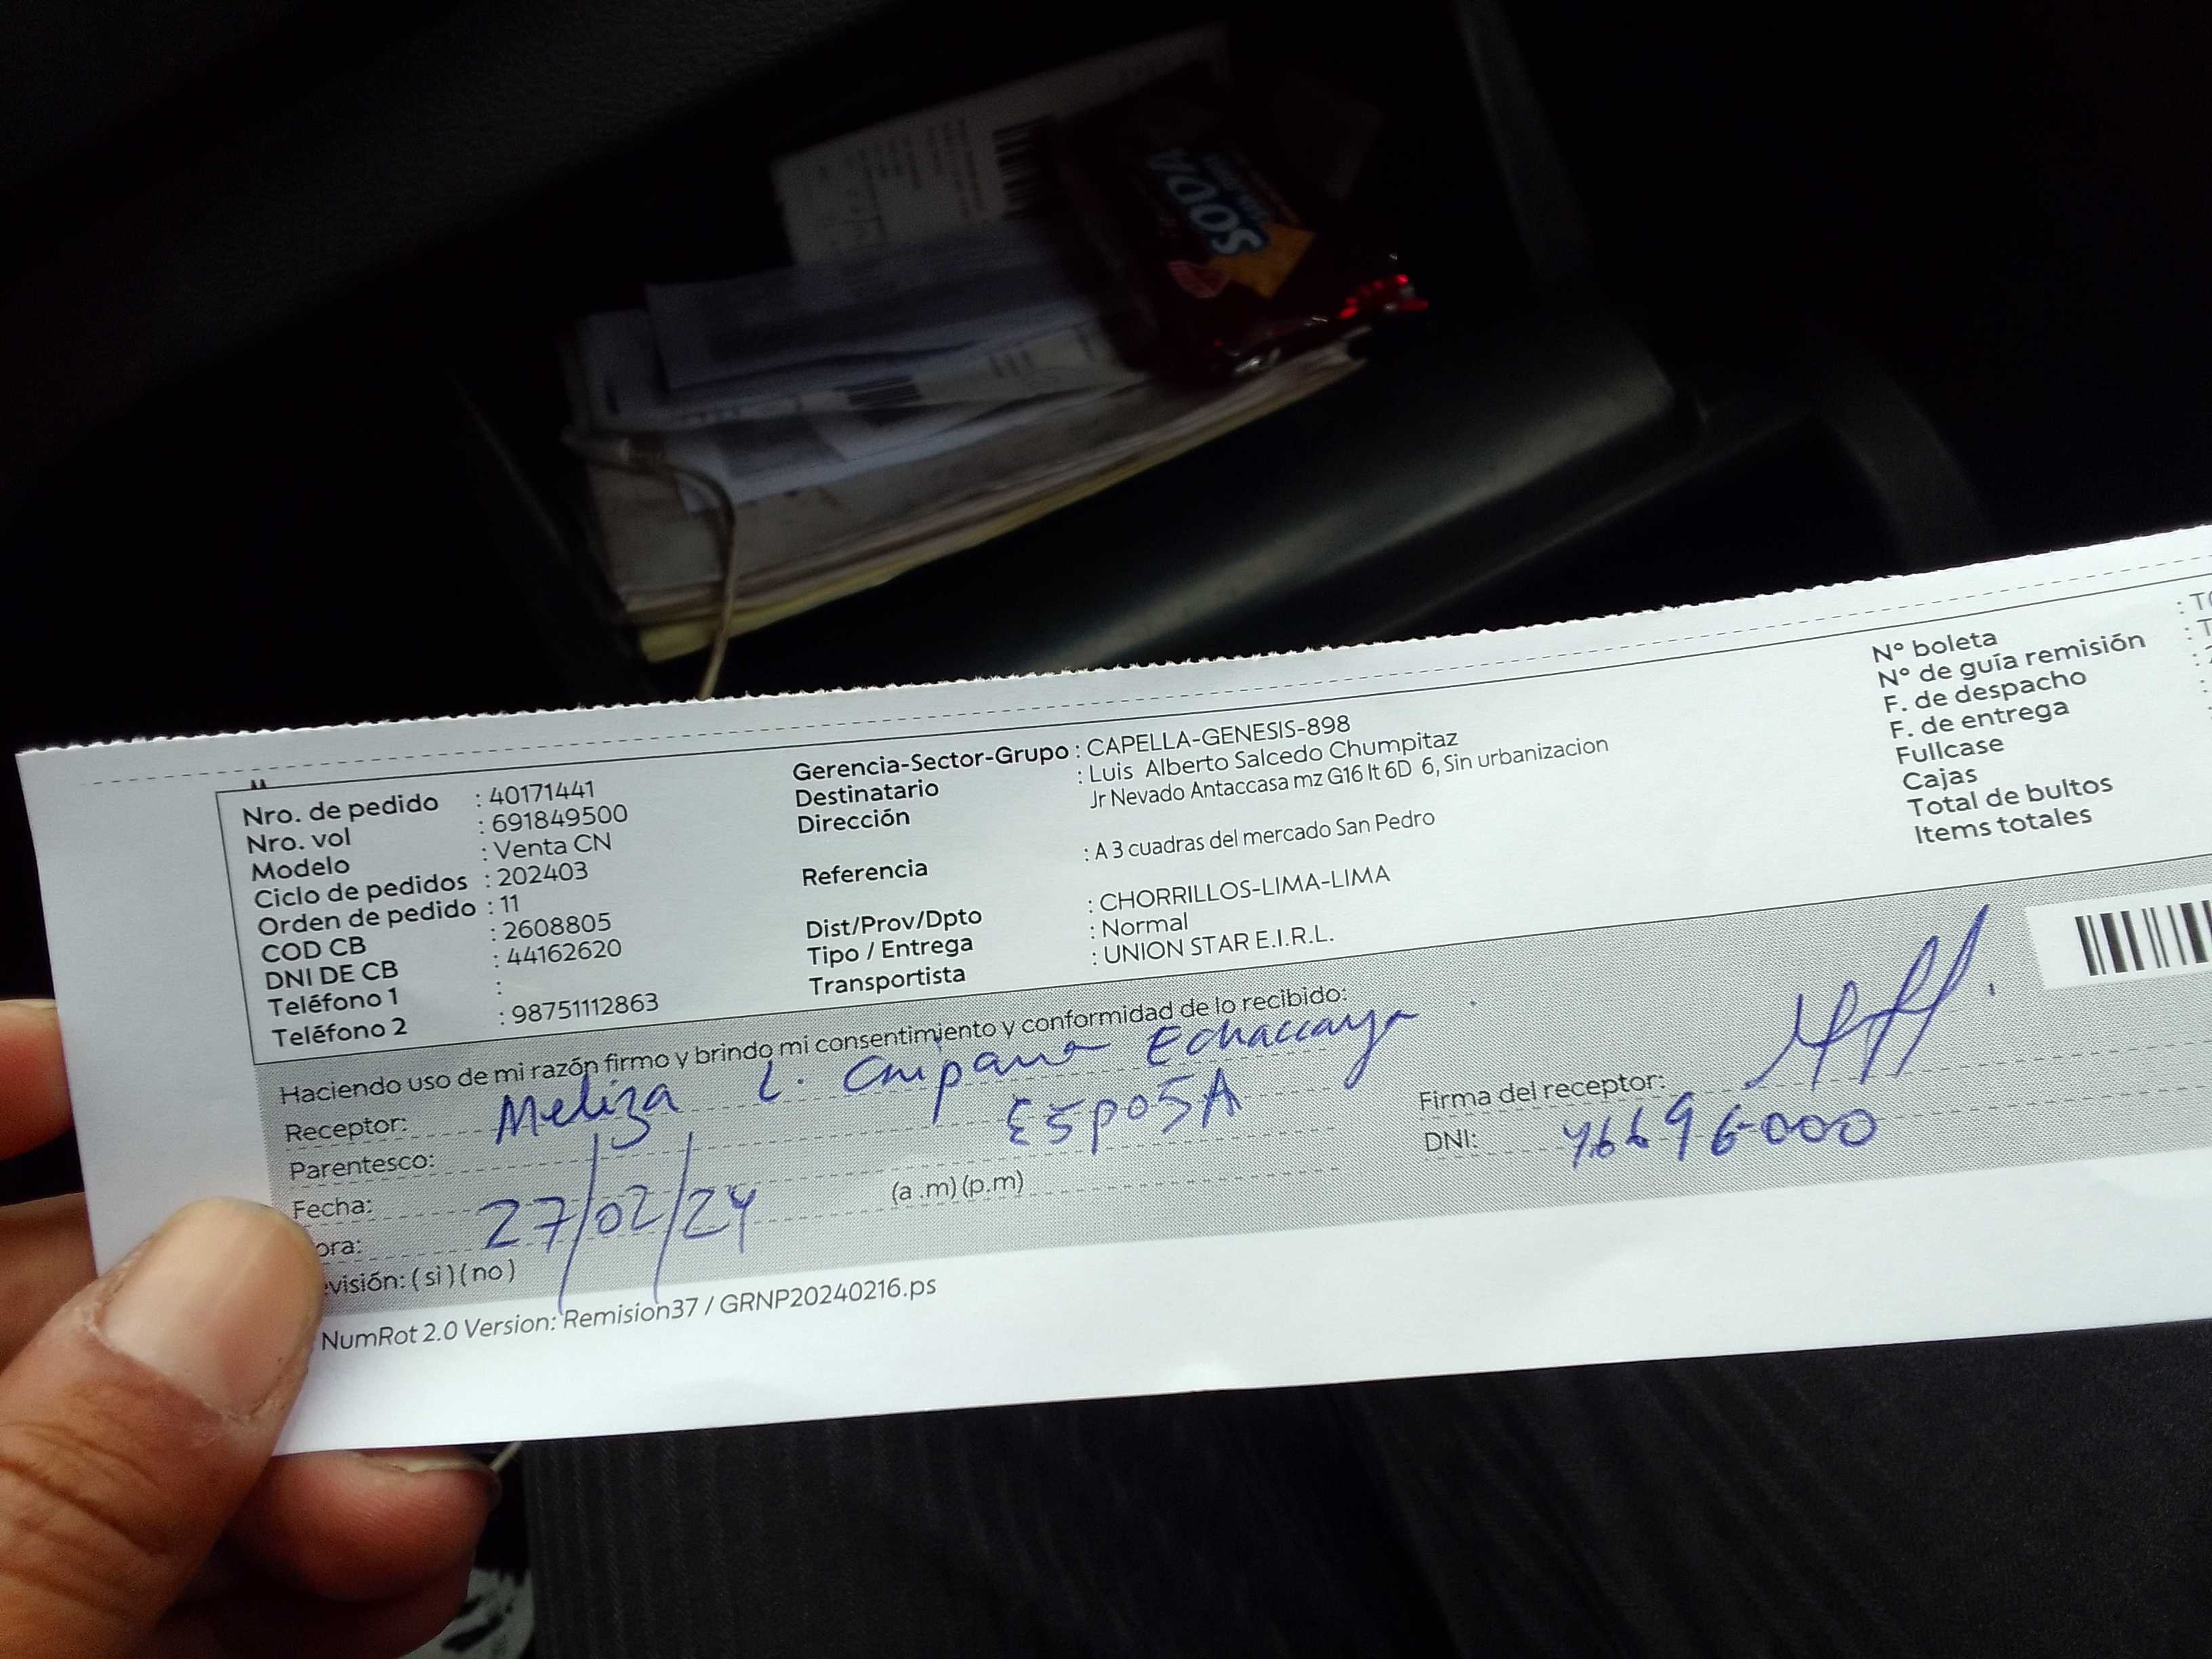 SODA
Nro. de pedido : 40171441
Nro. vol : 691849500
Modelo : Venta CN
Ciclo de pedidos : 202403
Orden de pedido : 11
COD CB : 2608805
DNI DE CB : 44162620
Teléfono 1 :
Teléfono 2 : 98751112863
Gerencia-Sector-Grupo : CAPELLA-GENESIS-898
Destinatario : Luis Alberto Salcedo Chumpitaz
Dirección Jr Nevado Antaccasa mz G16 lt 6D 6, Sin urbanizacion
Referencia : A 3 cuadras del mercado San Pedro
Dist/Prov/Dpto : CHORRILLOS-LIMA-LIMA
Tipo / Entrega : Normal
Transportista : UNION STAR E.I.R.L.
N° boleta
N° de guía remisión
F. de despacho
F. de entrega
Fullcase
Cajas
Total de bultos
Items totales
Haciendo uso de mi razón firmo y brindo mi consentimiento y conformidad de lo recibido:
Receptor: Meliza L. Echaccaya
Parentesco: ESPOSA
Fecha: 27/02/24
ora: (a .m) (p.m)
visión: ( sì ) ( no )
Firma del receptor:
DNI: 46696000
NumRot 2.0 Version: Remision37 / GRNP20240216.ps